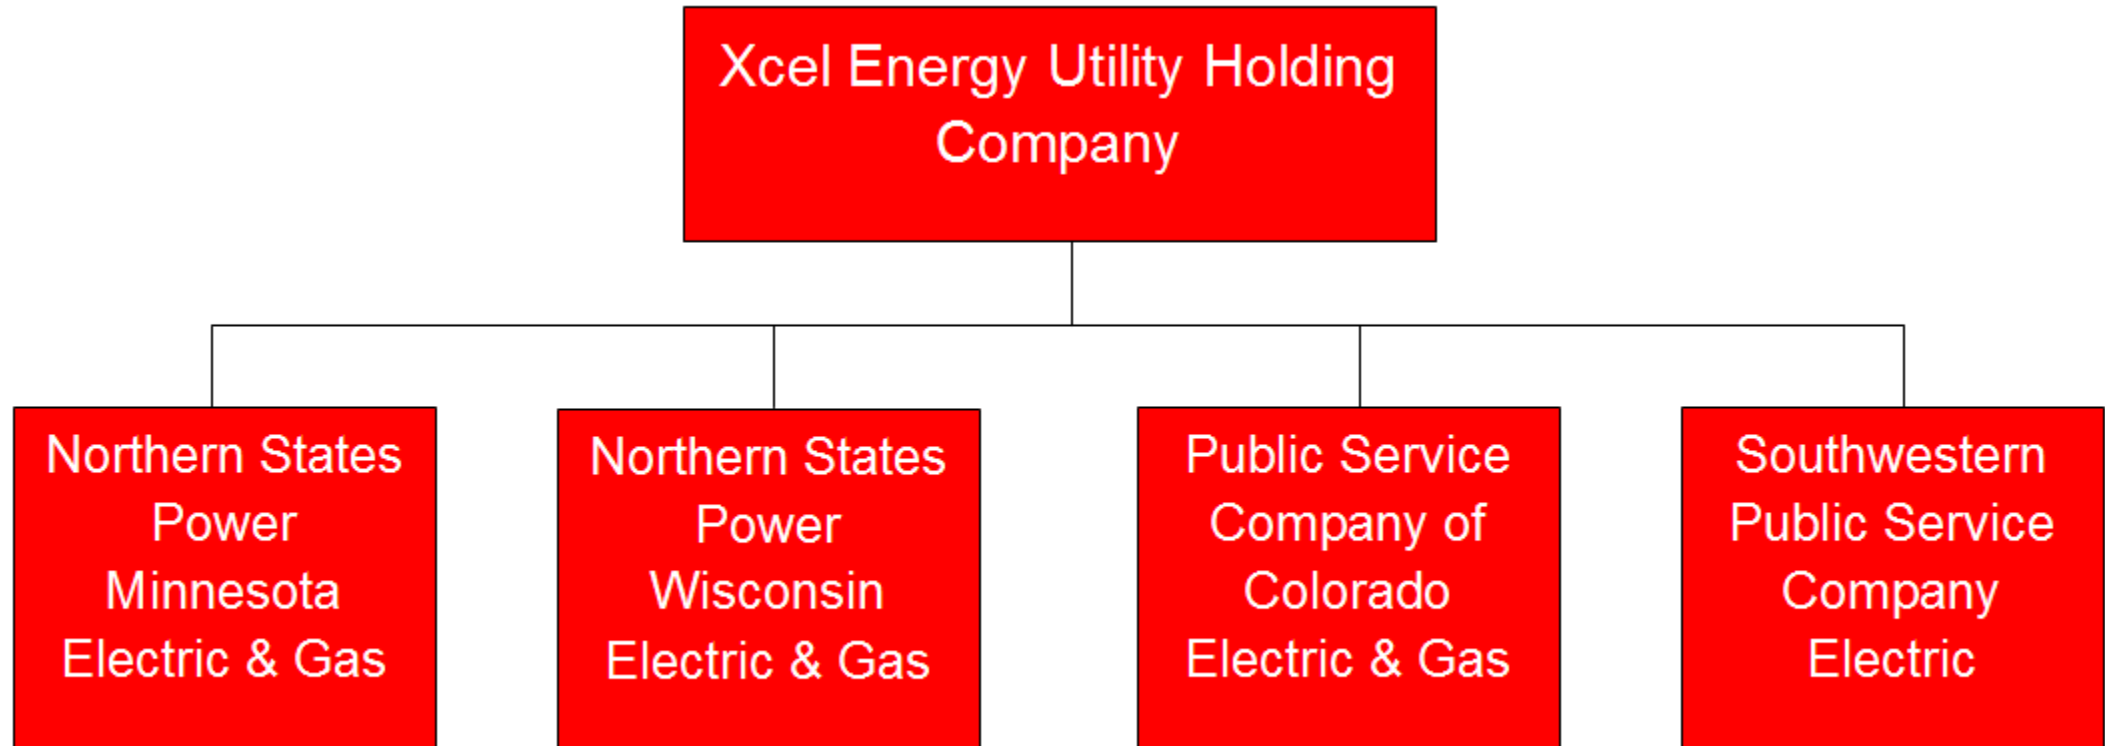 Xcel Energy Utility Holding
Company
Northern States
Power
Minnesota
Electric & Gas
Northern States
Power
Wisconsin
Electric & Gas
Public Service
Company of
Colorado
Electric & Gas
Southwestern
Public Service
Company
Electric